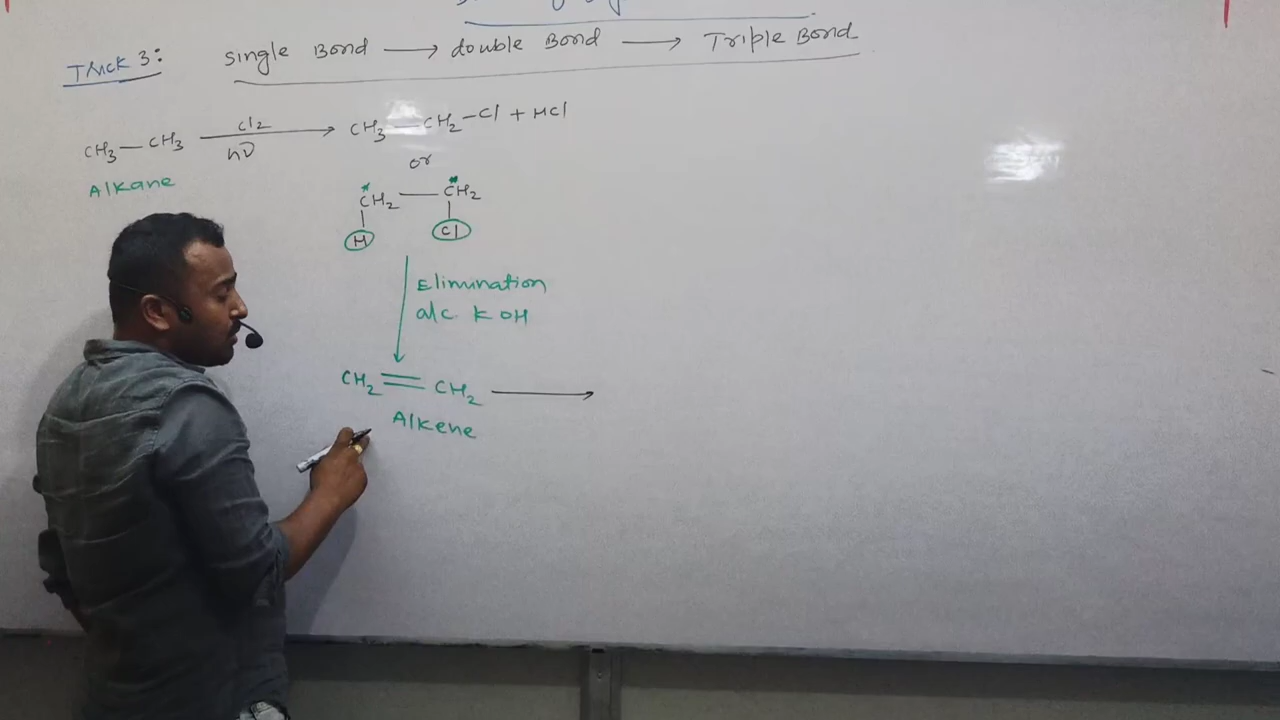 Trick 3: single Bond → double Bond → Triple Bond
CH3 — CH3 Cl2 hν → CH3 — CH2 — Cl + HCl
Alkane
or
*CH2 — *CH2
H Cl
Elimination
alc. KOH
CH2 = CH2 →
Alkene